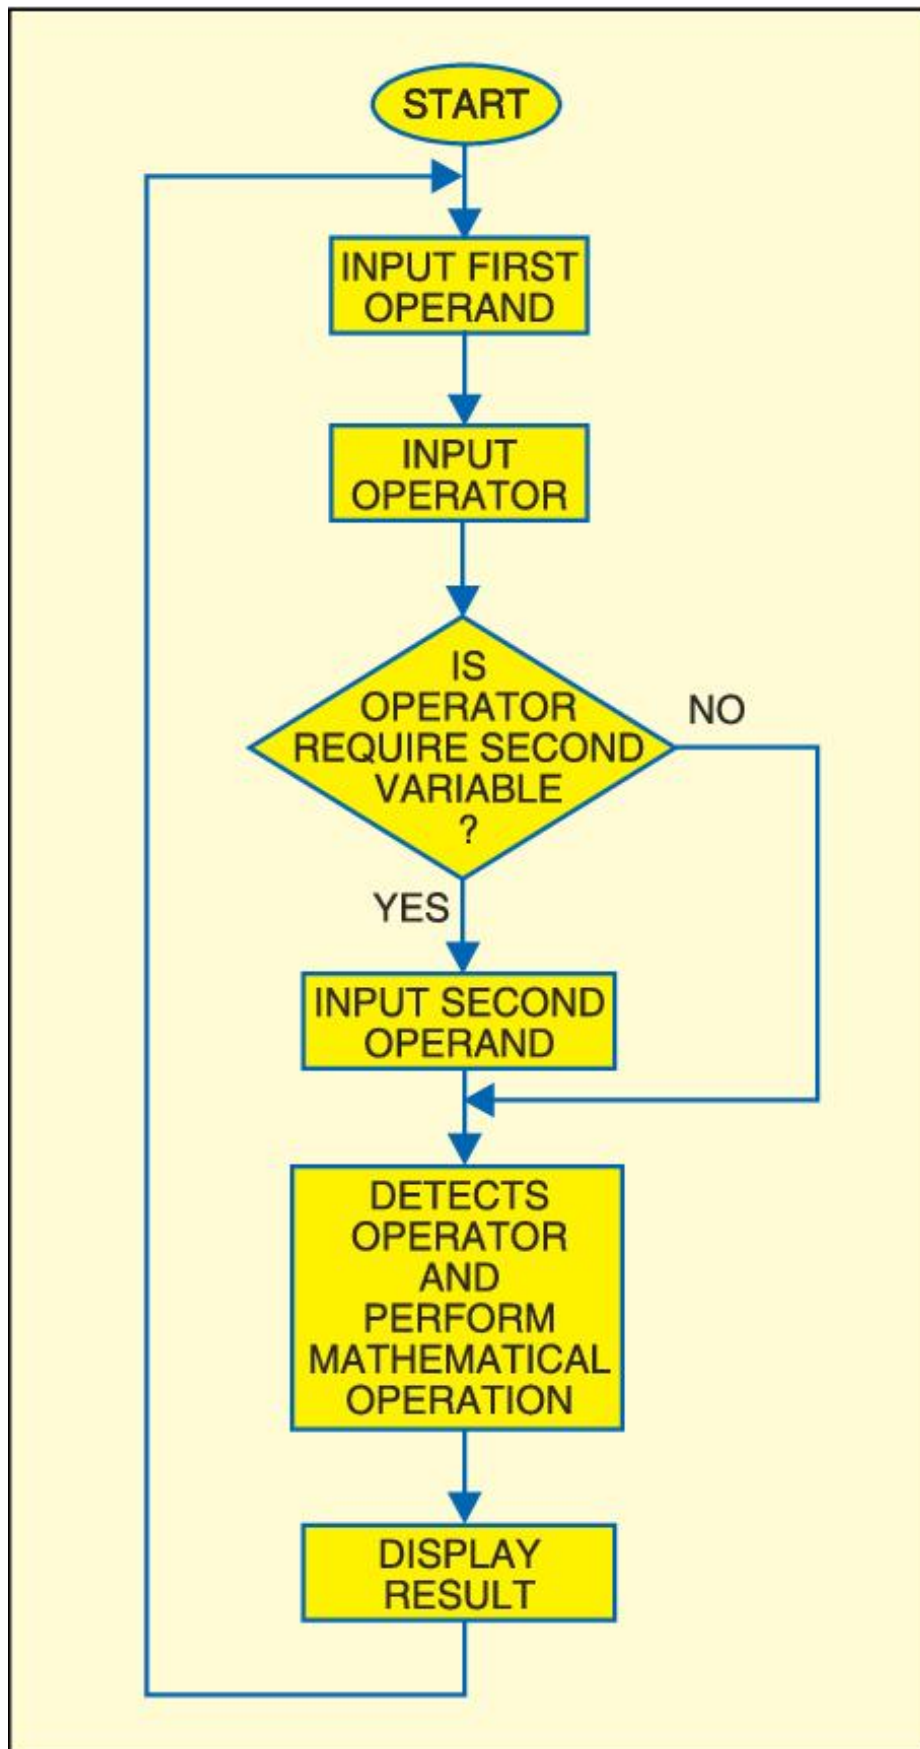 START
INPUT FIRST
OPERAND
INPUT
OPERATOR
IS
OPERATOR
REQUIRE SECOND
VARIABLE
?
NO
YES
INPUT SECOND
OPERAND
DETECTS
OPERATOR
AND
PERFORM
MATHEMATICAL
OPERATION
DISPLAY
RESULT